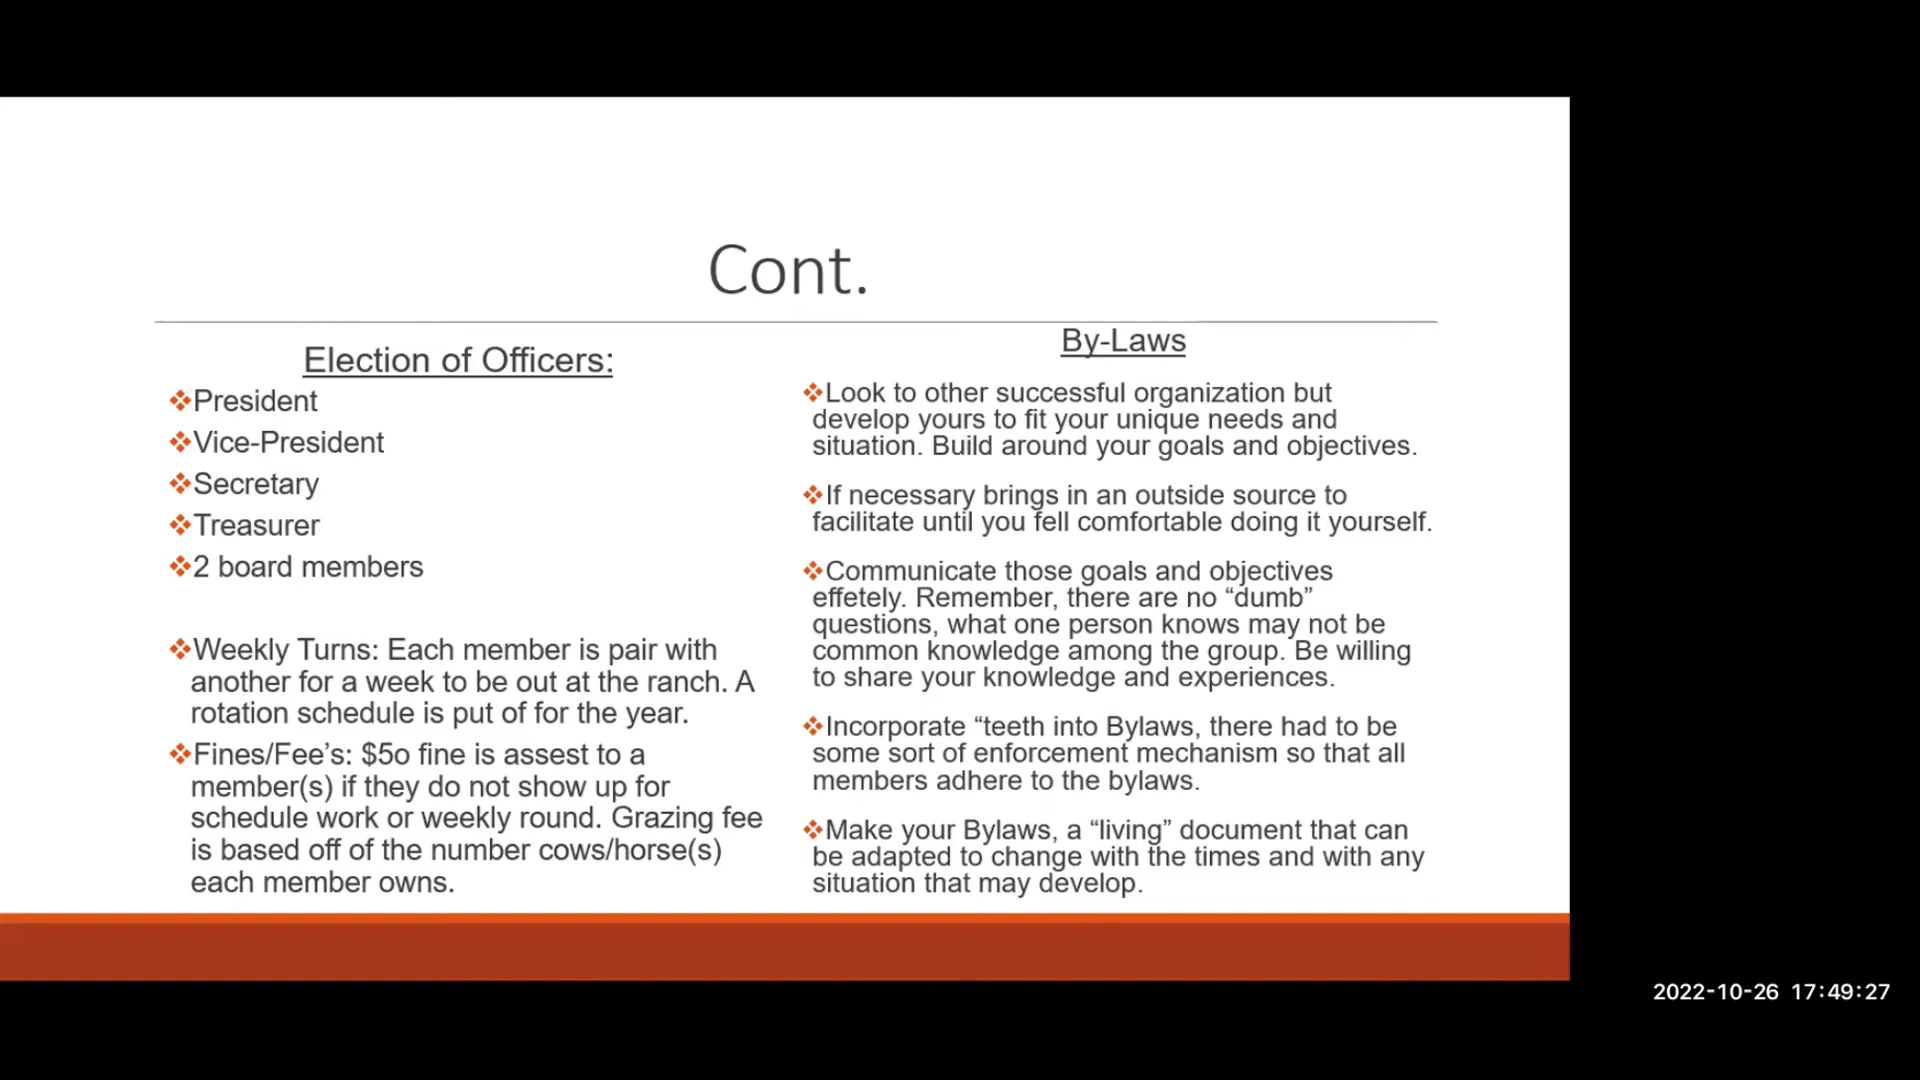 Cont.
Election of Officers:
❖President
❖Vice-President
❖Secretary
❖Treasurer
❖2 board members
❖Weekly Turns: Each member is pair with
another for a week to be out at the ranch. A
rotation schedule is put of for the year.
❖Fines/Fee’s: $5o fine is assest to a
member(s) if they do not show up for
schedule work or weekly round. Grazing fee
is based off of the number cows/horse(s)
each member owns.
By-Laws
❖Look to other successful organization but
develop yours to fit your unique needs and
situation. Build around your goals and objectives.
❖If necessary brings in an outside source to
facilitate until you fell comfortable doing it yourself.
❖Communicate those goals and objectives
effetely. Remember, there are no “dumb”
questions, what one person knows may not be
common knowledge among the group. Be willing
to share your knowledge and experiences.
❖Incorporate “teeth into Bylaws, there had to be
some sort of enforcement mechanism so that all
members adhere to the bylaws.
❖Make your Bylaws, a “living” document that can
be adapted to change with the times and with any
situation that may develop.
2022-10-26 17:49:27